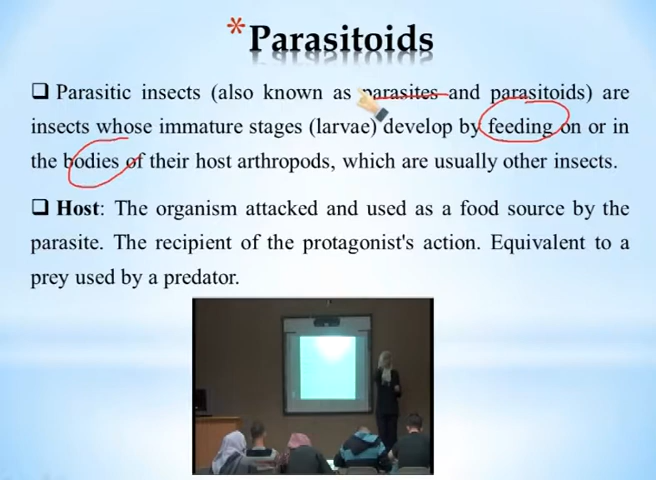 * Parasitoids
❑ Parasitic insects (also known as parasites and parasitoids) are
insects whose immature stages (larvae) develop by feeding on or in
the bodies of their host arthropods, which are usually other insects.
❑ Host: The organism attacked and used as a food source by the
parasite. The recipient of the protagonist's action. Equivalent to a
prey used by a predator.